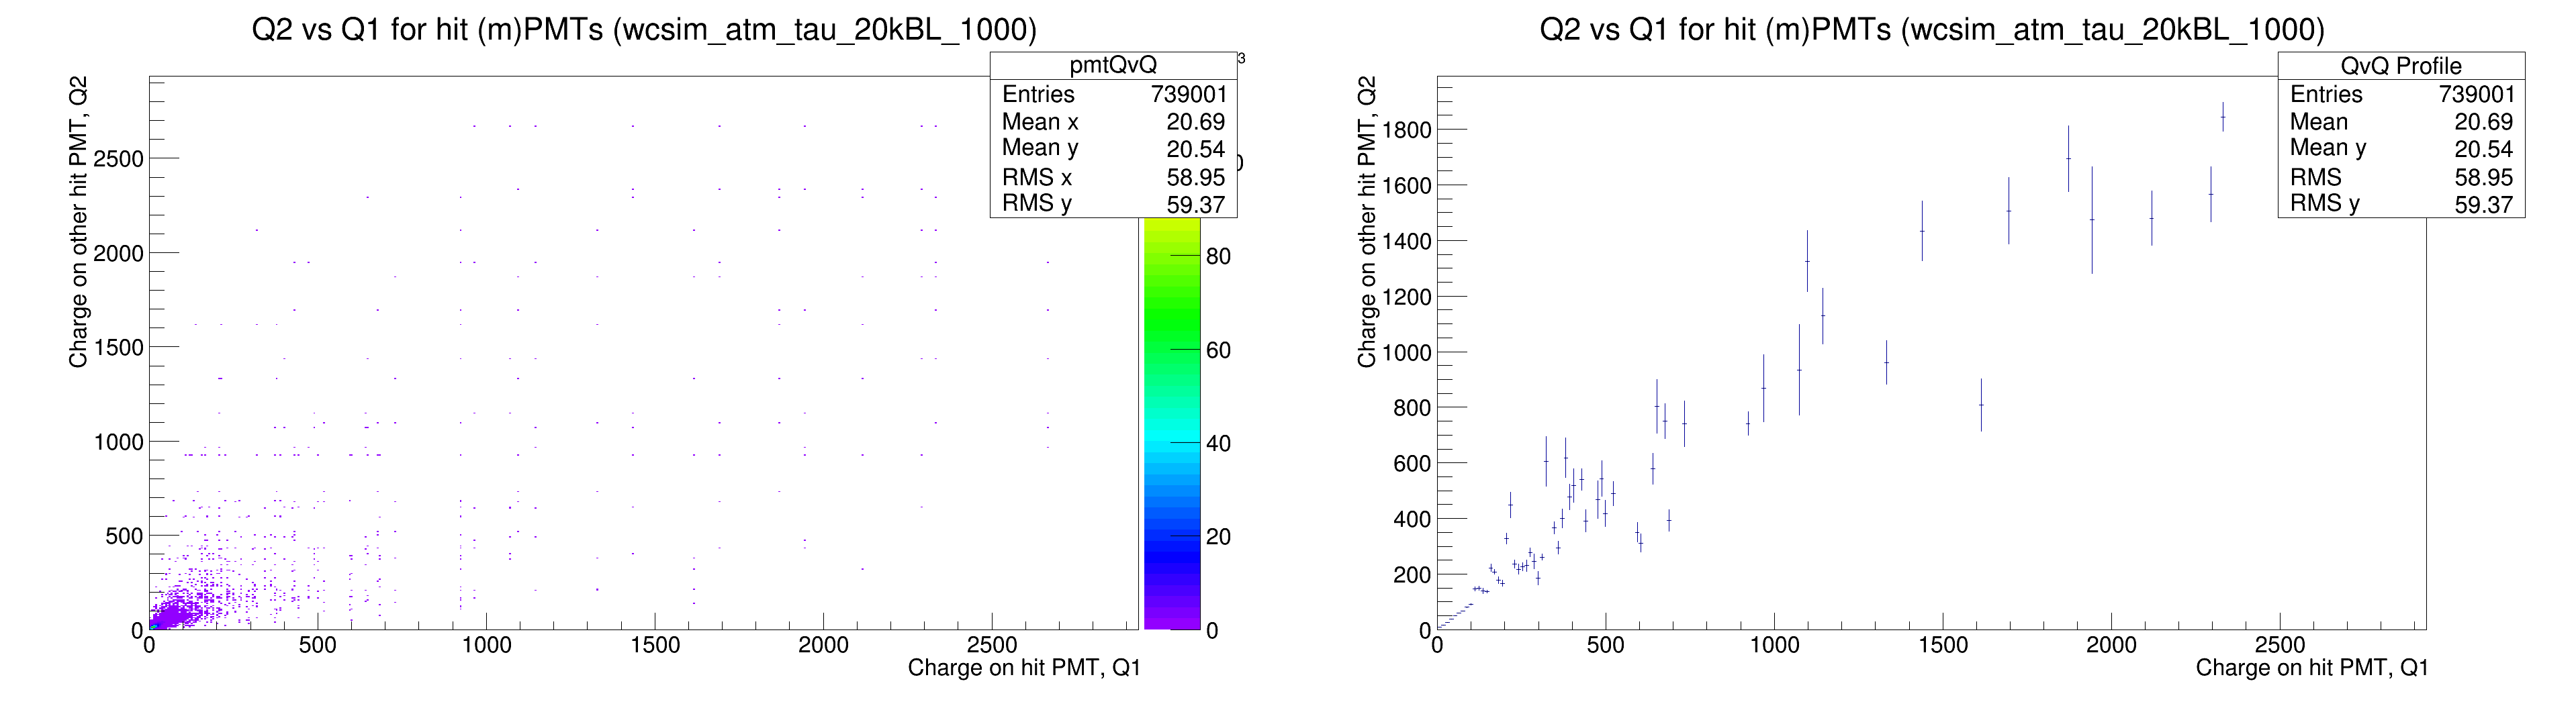 Q2 vs Q1 for hit (m)PMTs (wcsim_atm_tau_20kBL_1000)
pmtQvQ
Entries 739001
Mean x 20.69
Mean y 20.54
RMS x 58.95
RMS y 59.37
3
0
Charge on other hit PMT, Q2
2500
2000
1500
1000
500
0
0 500 1000 1500 2000 2500
Charge on hit PMT, Q1
80
60
40
20
0
Q2 vs Q1 for hit (m)PMTs (wcsim_atm_tau_20kBL_1000)
QvQ Profile
Entries 739001
Mean 20.69
Mean y 20.54
RMS 58.95
RMS y 59.37
Charge on other hit PMT, Q2
1800
1600
1400
1200
1000
800
600
400
200
0
0 500 1000 1500 2000 2500
Charge on hit PMT, Q1